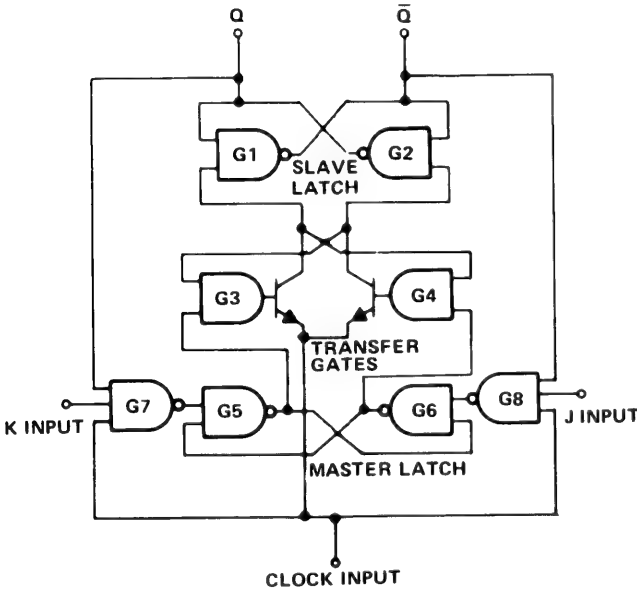 Q
Q̅
G1
G2
SLAVE
LATCH
G3
G4
TRANSFER
GATES
G7
G5
G6
G8
K INPUT
J INPUT
MASTER LATCH
CLOCK INPUT